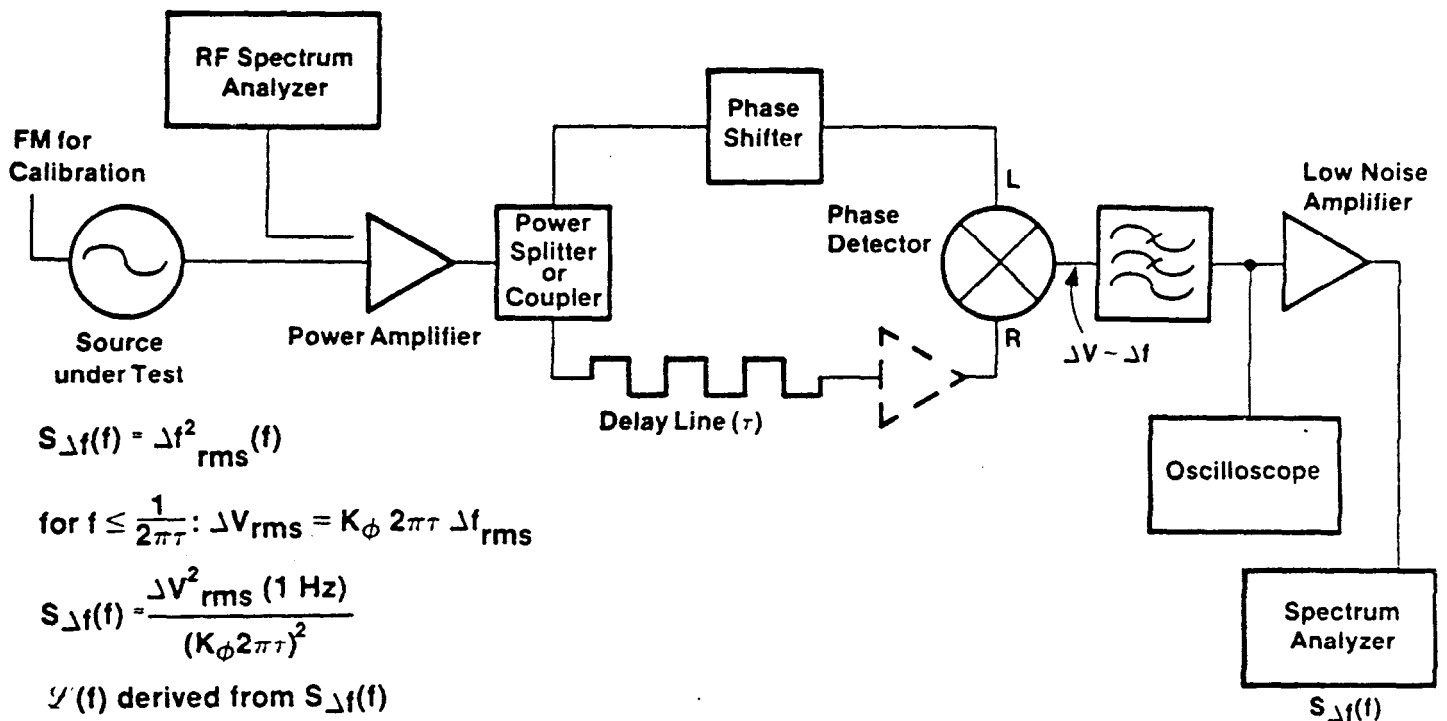 RF Spectrum
Analyzer
FM for
Calibration
Source
under Test
Power Amplifier
Power
Splitter
or
Coupler
Phase
Shifter
Delay Line (τ)
Phase
Detector
L
R
ΔV ~ Δf
Low Noise
Amplifier
Oscilloscope
Spectrum
Analyzer
S_Δf(f)
S_Δf(f) = Δf²_rms(f)
for f ≤ 1/2πτ : ΔV_rms = K_ϕ 2πτ Δf_rms
S_Δf(f) = ΔV²_rms (1 Hz) / (K_ϕ2πτ)²
ℒ(f) derived from S_Δf(f)